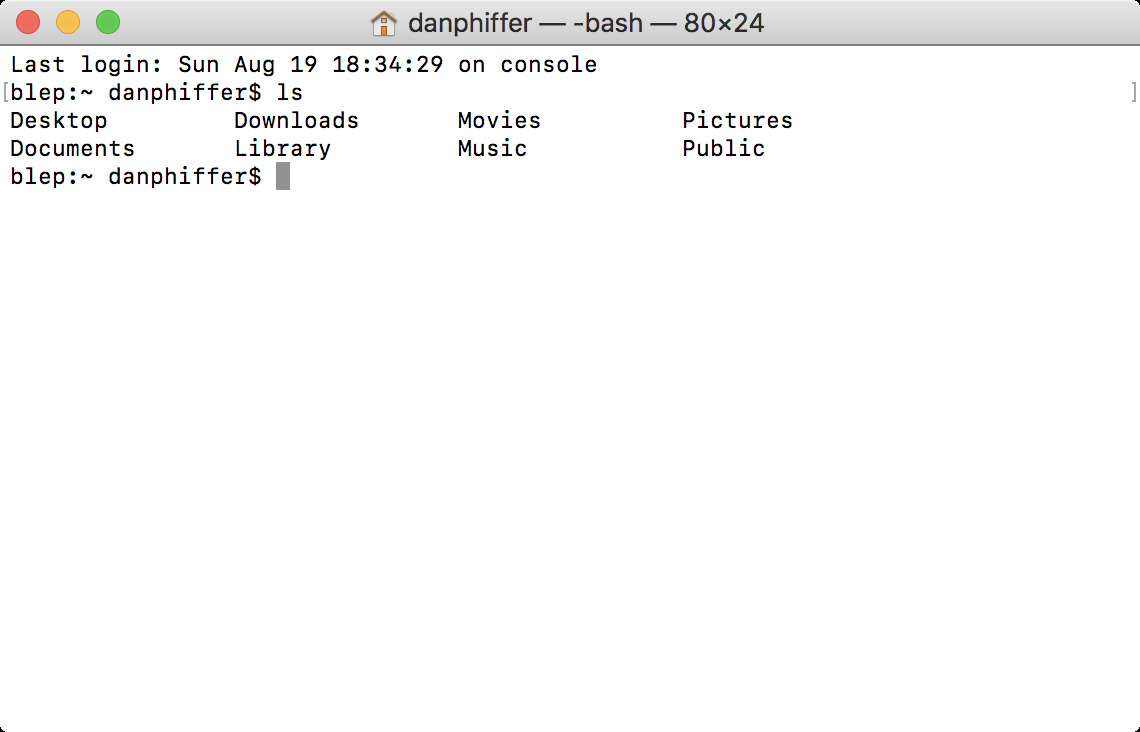 danphiffer — -bash — 80×24
Last login: Sun Aug 19 18:34:29 on console
[blep:~ danphiffer$ ls ]
Desktop Downloads Movies Pictures
Documents Library Music Public
blep:~ danphiffer$